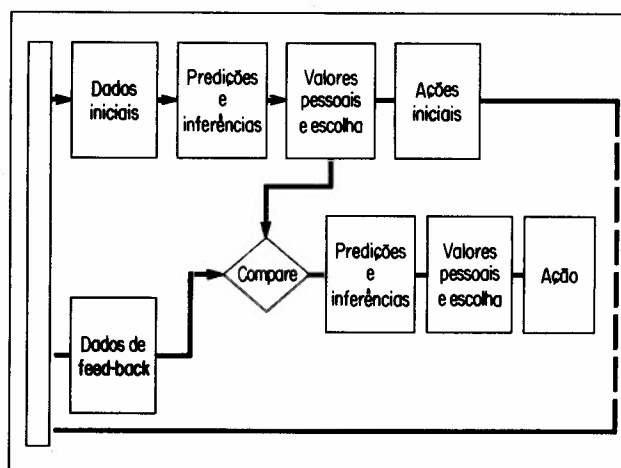 Dados
iniciais
Predições
e
inferências
Valores
pessoais
e escolha
Ações
iniciais
Compare
Predições
e
inferências
Valores
pessoais
e escolha
Ação
Dados de
feed-back